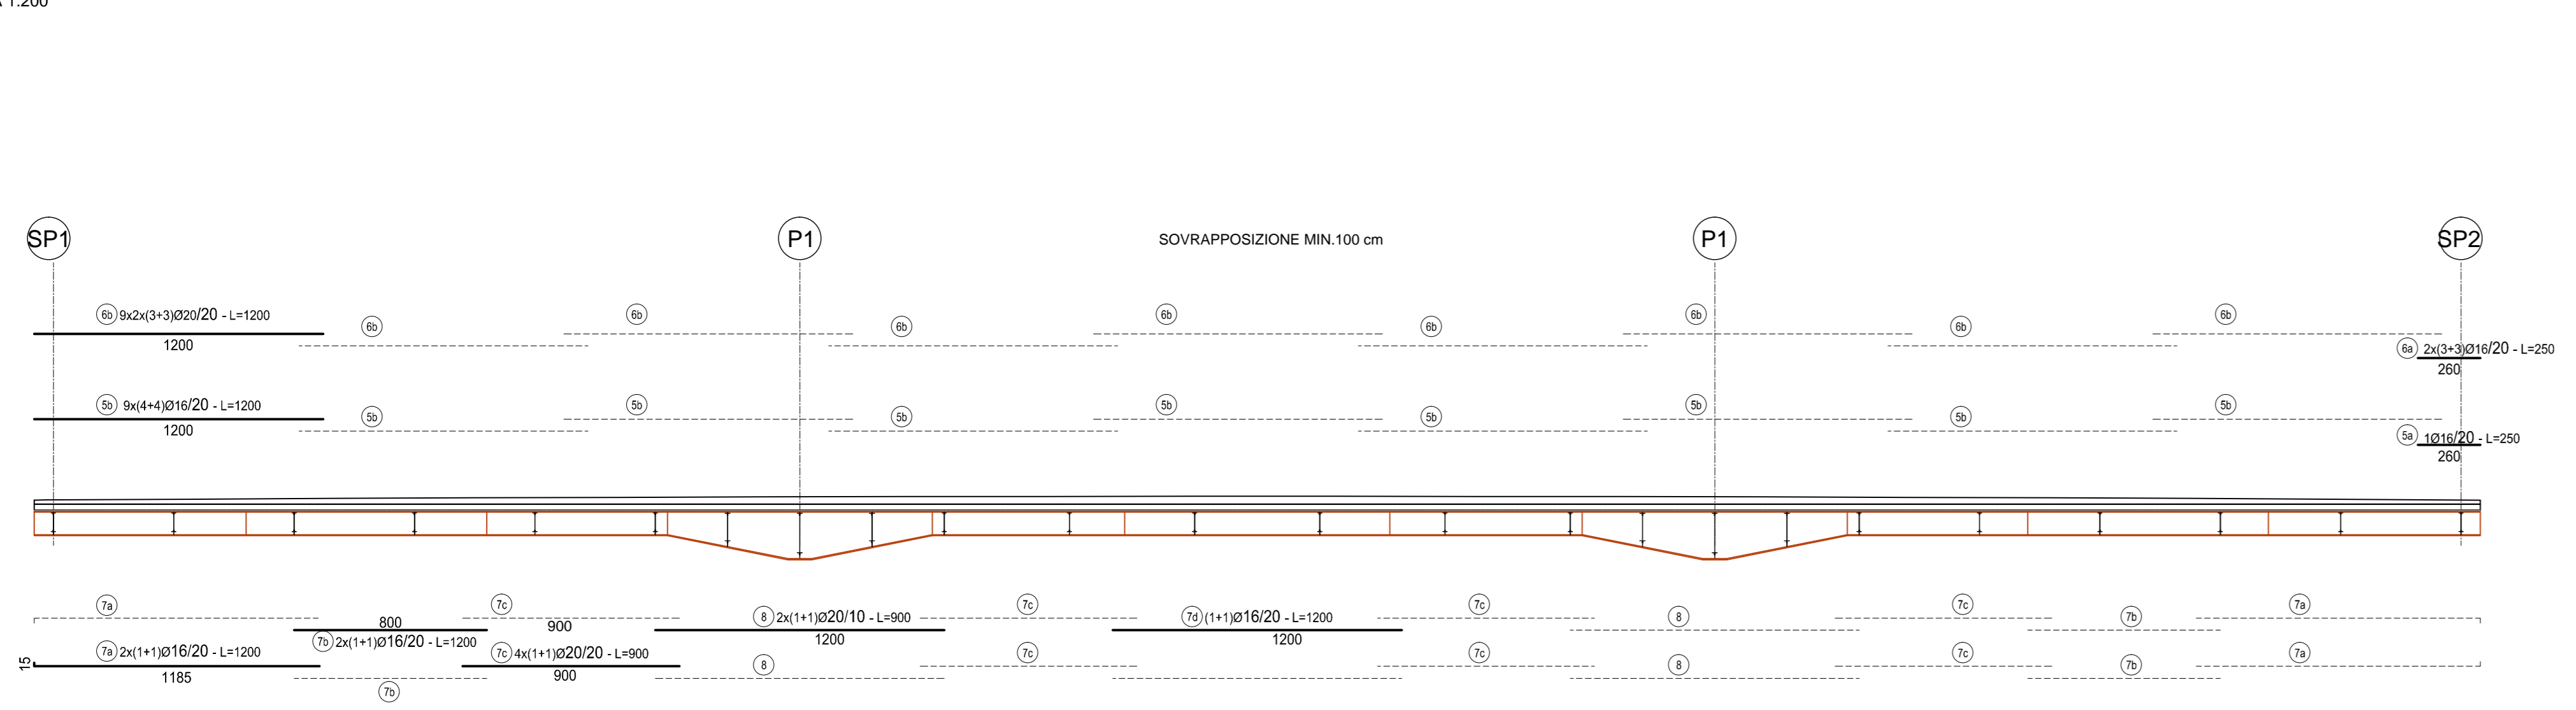 1:200
SP1 P1 SOVRAPPOSIZIONE MIN.100 cm P1 SP2
6b 9x2x(3+3)Ø20/20 - L=1200 6b 6b 6b 6b
6b 6b 6b 6b
1200
6a 2x(3+3)Ø16/20 - L=250
260
5b 9x(4+4)Ø16/20 - L=1200 5b 5b 5b 5b
5b 5b 5b 5b
1200
5a 1Ø16/20 - L=250
260
7a 7c 8 2x(1+1)Ø20/10 - L=900 7c 7d (1+1)Ø16/20 - L=1200 7c 8 7c 7b 7a
800 900 1200 1200
7b 2x(1+1)Ø16/20 - L=1200
15 7a 2x(1+1)Ø16/20 - L=1200 7c 4x(1+1)Ø20/20 - L=900 8 7c 7c 8 7c 7b 7a
1185 900
7b